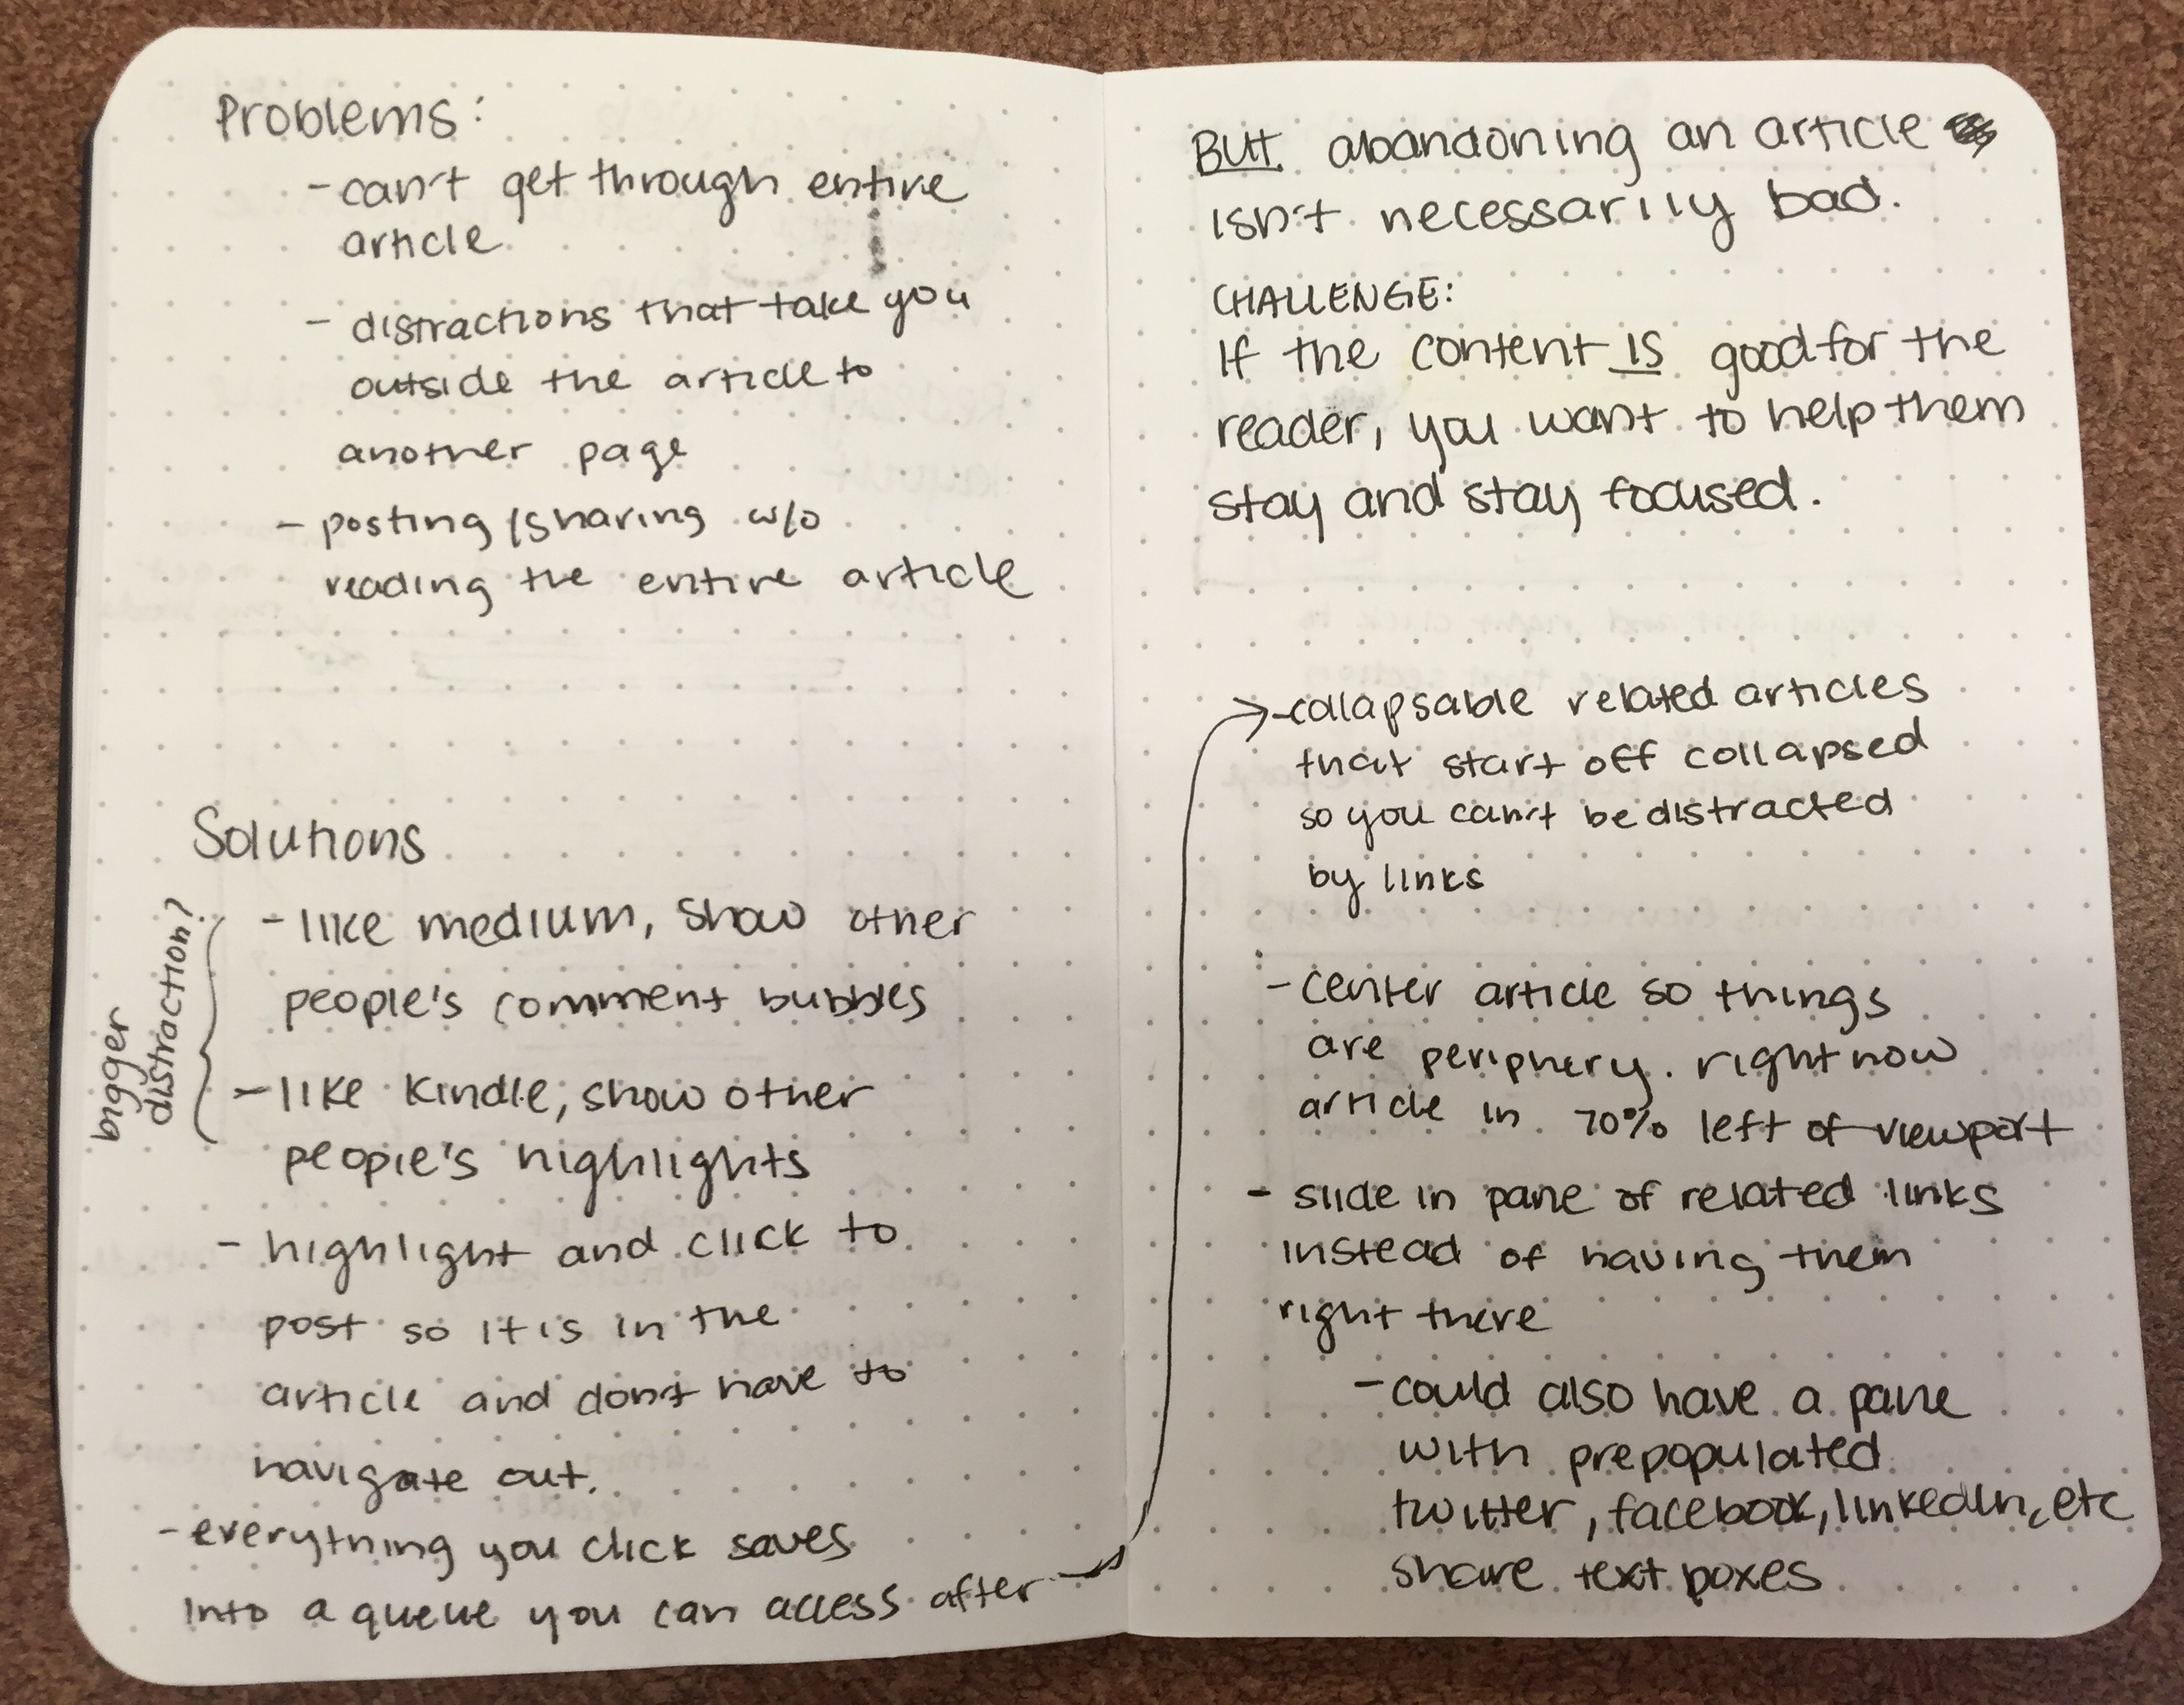 Problems:
- can't get through entire
article
- distractions that take you
outside the article to
another page
- posting/sharing w/o
reading the entire article
Solutions
bigger
distraction?
- like medium, show other
people's comment bubbles
- like Kindle, show other
people's highlights
- highlight and click to
post so it is in the
article and don't have to
navigate out.
- everything you click saves
into a queue you can access after
BUT abandoning an article
isn't necessarily bad.
CHALLENGE:
If the content IS good for the
reader, you want to help them
stay and stay focused.
- collapsable related articles
that start off collapsed
so you can't be distracted
by links
- center article so things
are periphery. right now
article in 70% left of viewport
- slide in pane of related links
instead of having them
right there
- could also have a pane
with prepopulated
twitter, facebook, linkedIn, etc
share text boxes